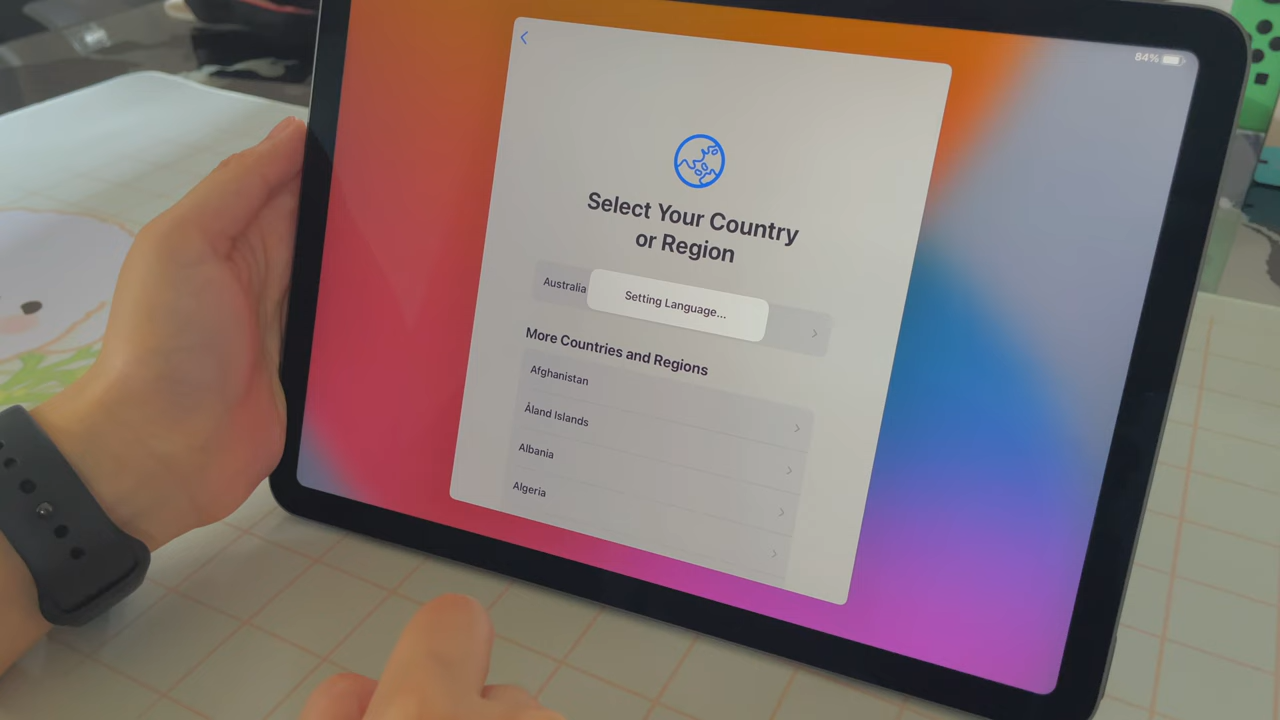 84%
Select Your Country
or Region
Australia
Setting Language...
More Countries and Regions
Afghanistan
Åland Islands
Albania
Algeria